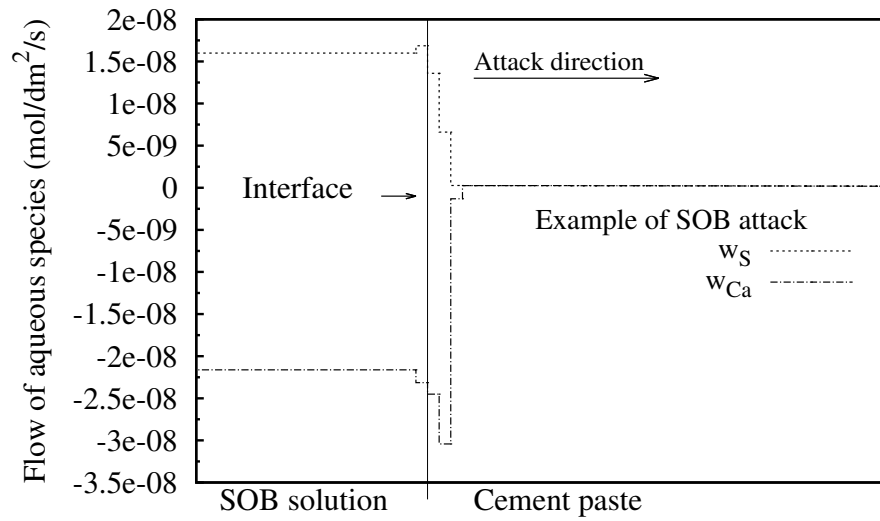 Flow of aqueous species (mol/dm²/s)
2e-08
1.5e-08
1e-08
5e-09
0
-5e-09
-1e-08
-1.5e-08
-2e-08
-2.5e-08
-3e-08
-3.5e-08
Attack direction
Interface
Example of SOB attack
w_S
w_Ca
SOB solution
Cement paste